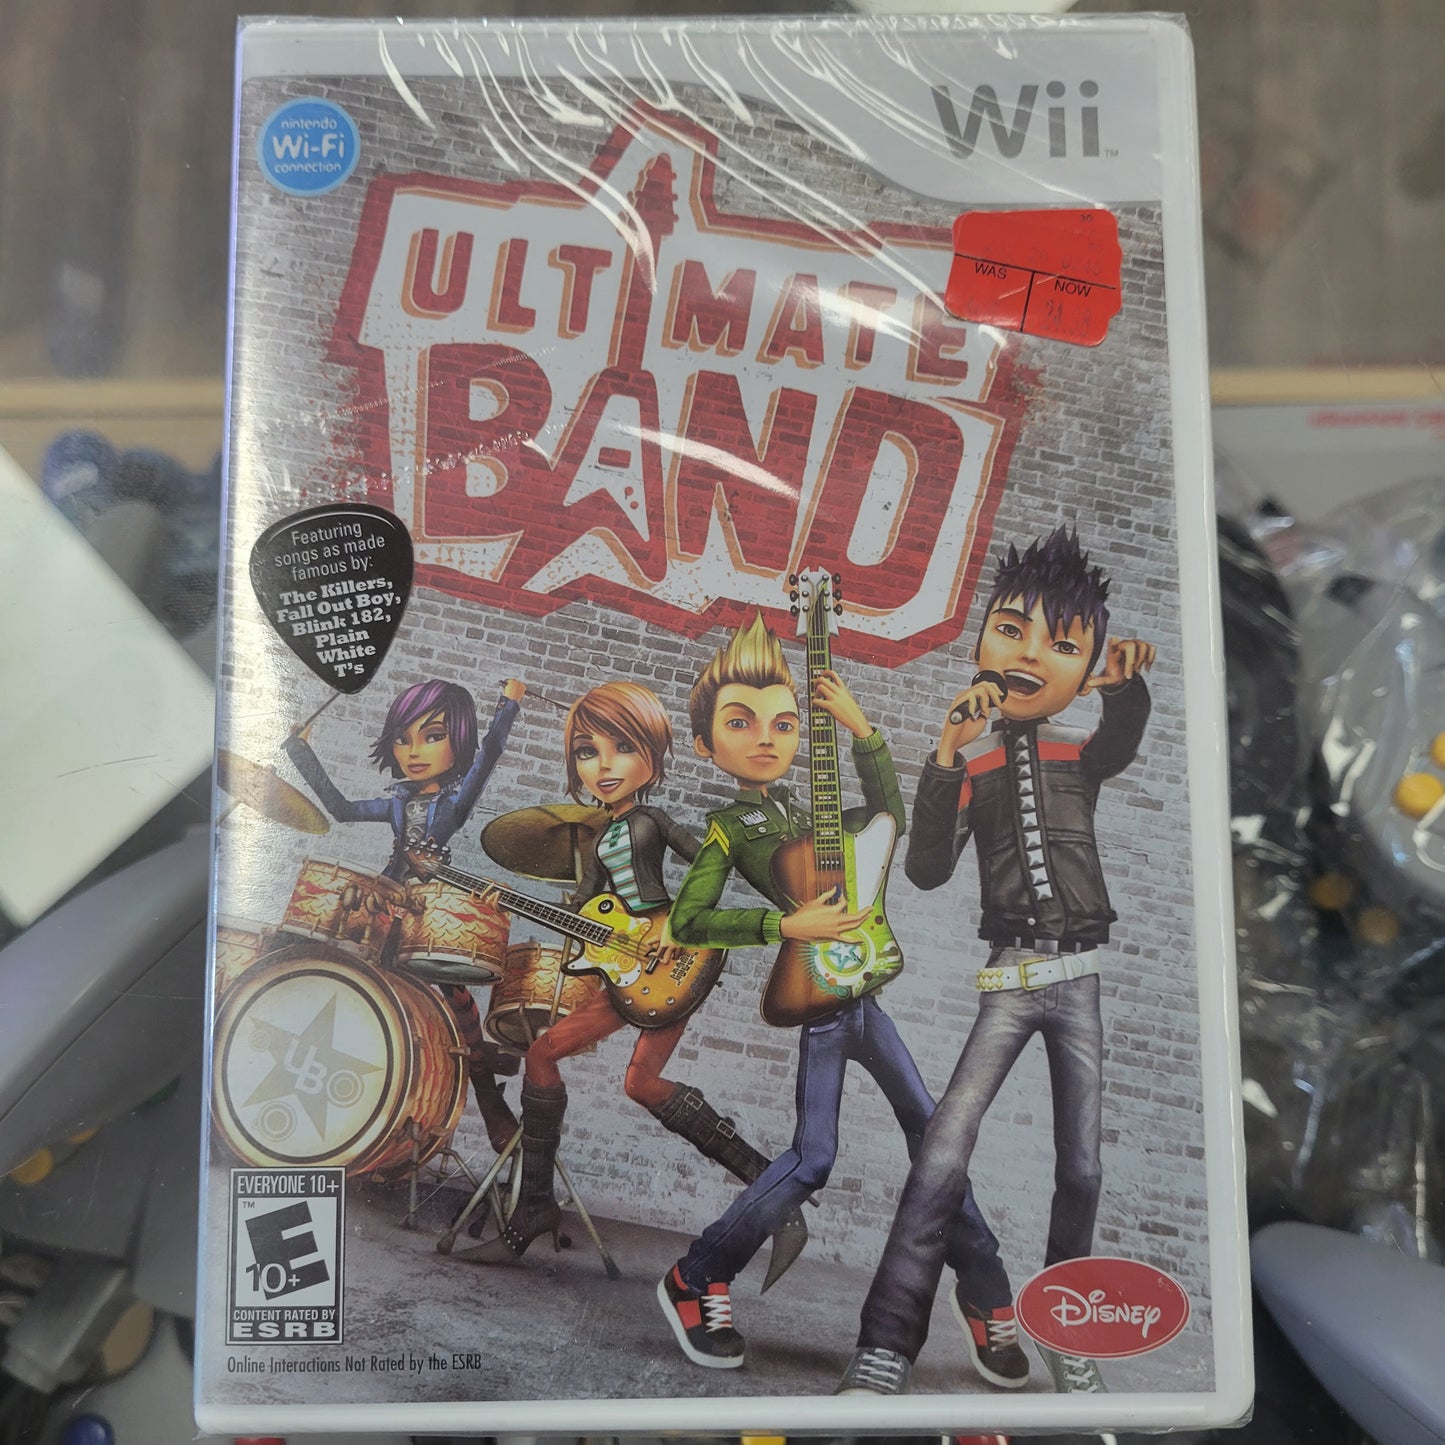 nintendo
Wi-Fi
connection
Wii™
WAS
NOW
ULTIMATE
BAND
Featuring
songs as made
famous by:
The Killers,
Fall Out Boy,
Blink 182,
Plain
White
T's
UB
EVERYONE 10+
™
E
10+
CONTENT RATED BY
ESRB
Online Interactions Not Rated by the ESRB
Disney